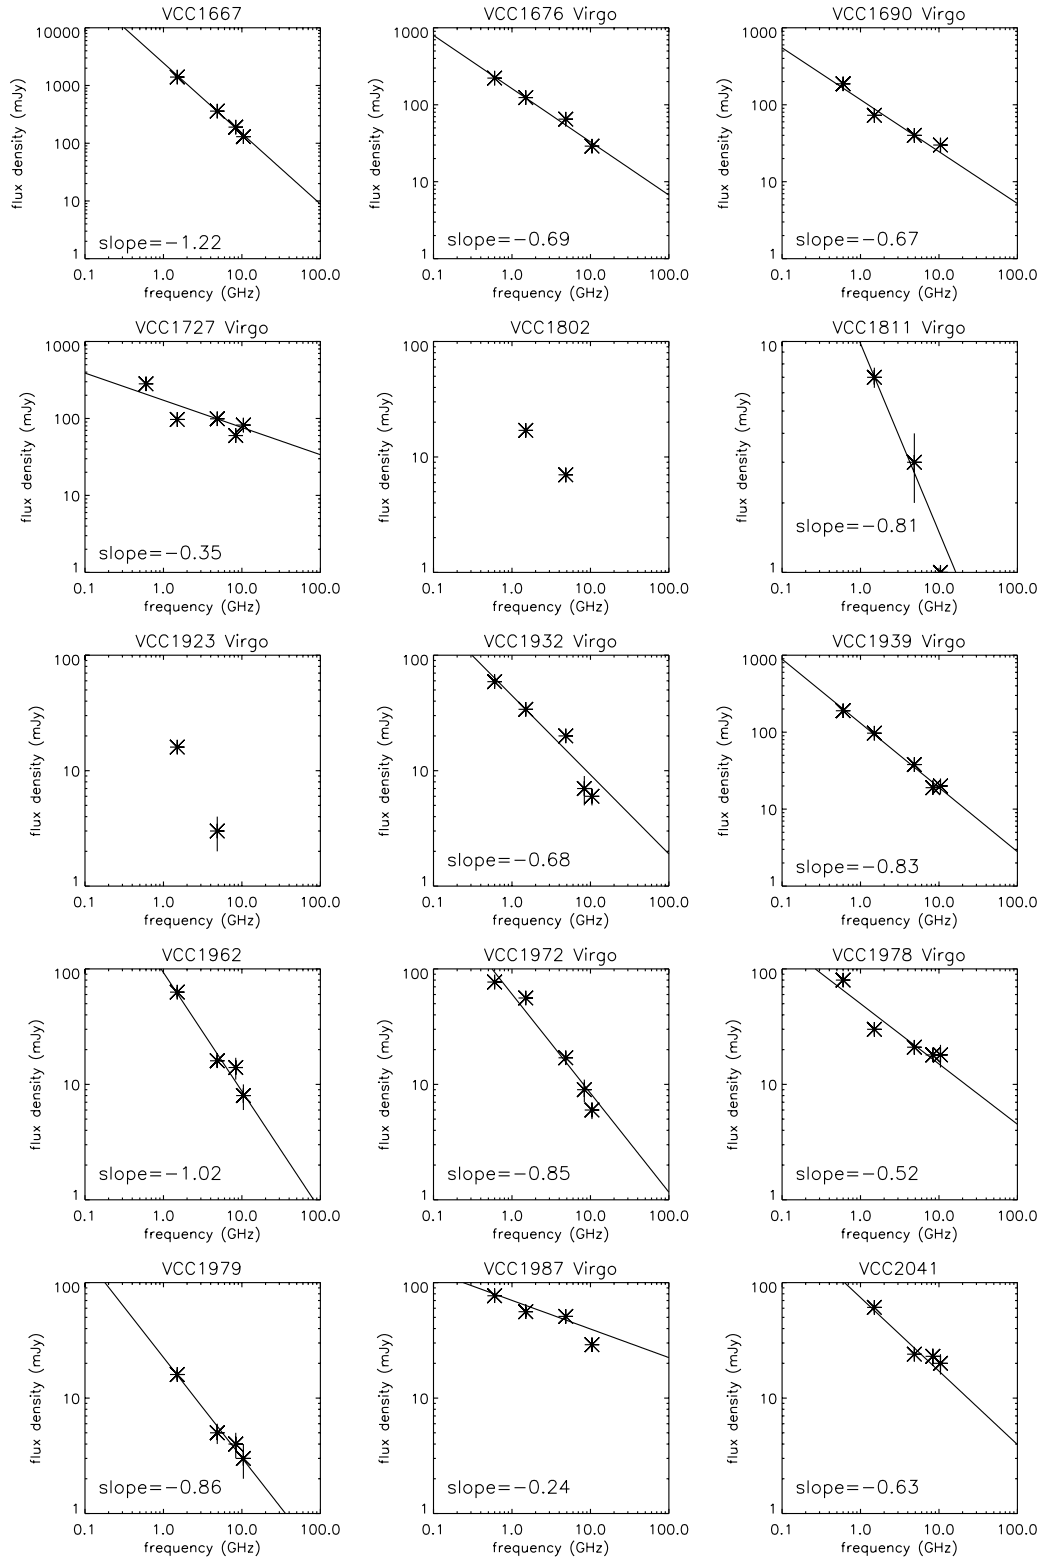 VCC1667
10000
1000
100
10
1
flux density (mJy)
slope=−1.22
0.1 1.0 10.0 100.0
frequency (GHz)
VCC1676 Virgo
1000
100
10
1
flux density (mJy)
slope=−0.69
0.1 1.0 10.0 100.0
frequency (GHz)
VCC1690 Virgo
1000
100
10
1
flux density (mJy)
slope=−0.67
0.1 1.0 10.0 100.0
frequency (GHz)
VCC1727 Virgo
1000
100
10
1
flux density (mJy)
slope=−0.35
0.1 1.0 10.0 100.0
frequency (GHz)
VCC1802
100
10
1
flux density (mJy)
0.1 1.0 10.0 100.0
frequency (GHz)
VCC1811 Virgo
10
1
flux density (mJy)
slope=−0.81
0.1 1.0 10.0 100.0
frequency (GHz)
VCC1923 Virgo
100
10
1
flux density (mJy)
0.1 1.0 10.0 100.0
frequency (GHz)
VCC1932 Virgo
100
10
1
flux density (mJy)
slope=−0.68
0.1 1.0 10.0 100.0
frequency (GHz)
VCC1939 Virgo
1000
100
10
1
flux density (mJy)
slope=−0.83
0.1 1.0 10.0 100.0
frequency (GHz)
VCC1962
100
10
1
flux density (mJy)
slope=−1.02
0.1 1.0 10.0 100.0
frequency (GHz)
VCC1972 Virgo
100
10
1
flux density (mJy)
slope=−0.85
0.1 1.0 10.0 100.0
frequency (GHz)
VCC1978 Virgo
100
10
1
flux density (mJy)
slope=−0.52
0.1 1.0 10.0 100.0
frequency (GHz)
VCC1979
100
10
1
flux density (mJy)
slope=−0.86
0.1 1.0 10.0 100.0
frequency (GHz)
VCC1987 Virgo
100
10
1
flux density (mJy)
slope=−0.24
0.1 1.0 10.0 100.0
frequency (GHz)
VCC2041
100
10
1
flux density (mJy)
slope=−0.63
0.1 1.0 10.0 100.0
frequency (GHz)